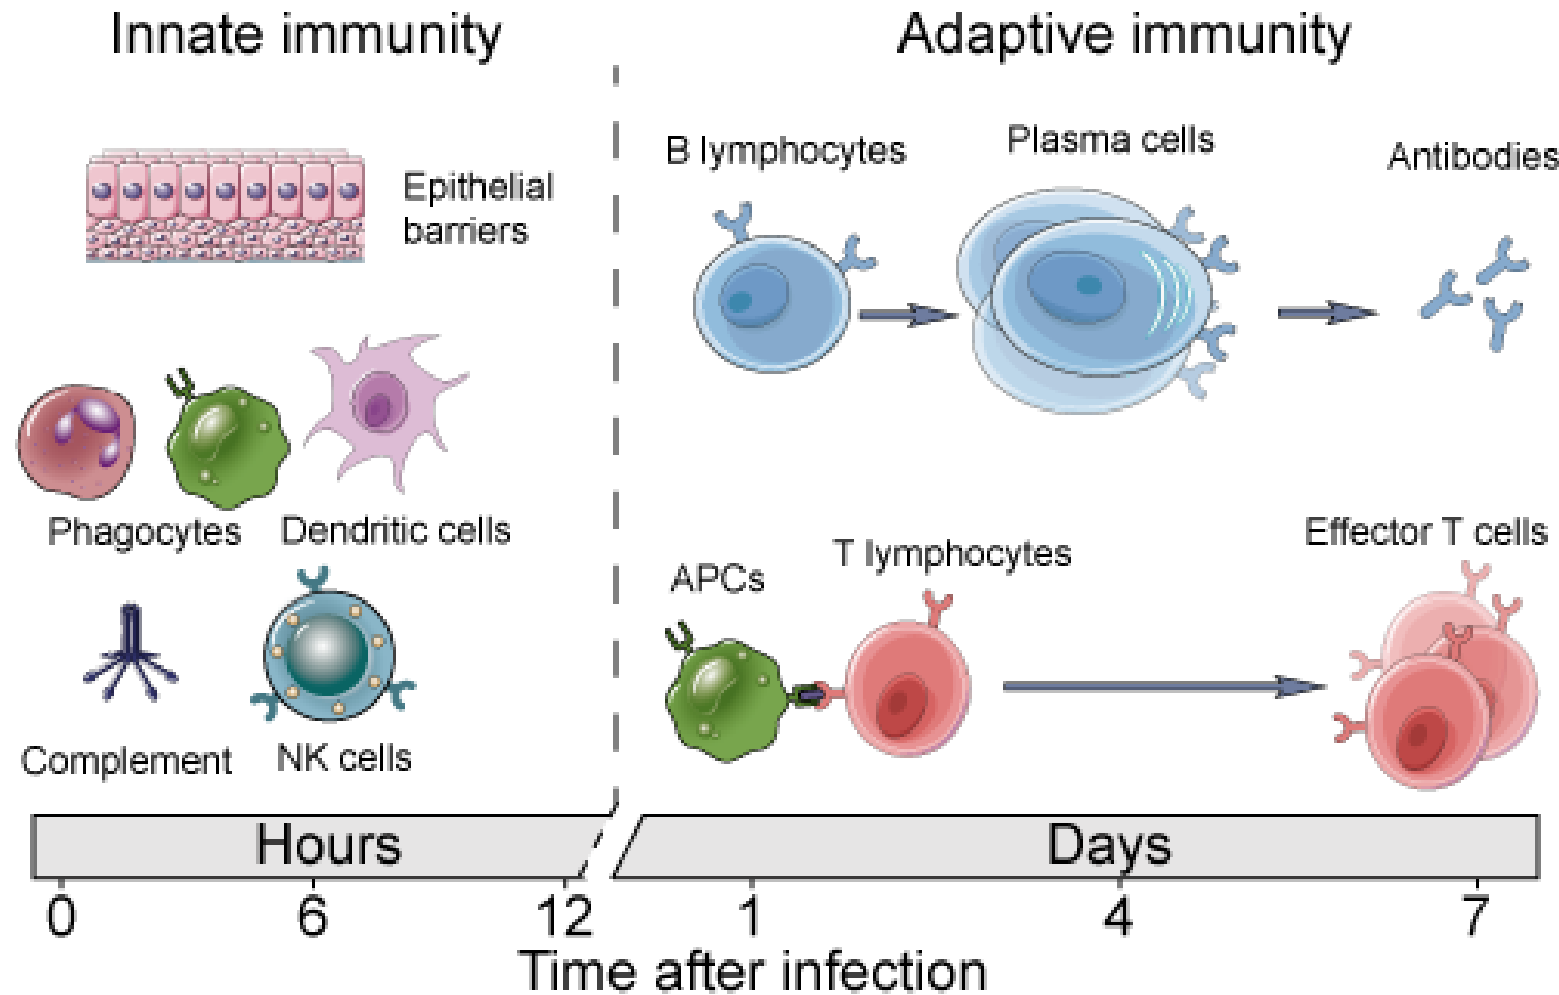 Innate immunity
Adaptive immunity
Epithelial
barriers
Phagocytes
Dendritic cells
Complement
NK cells
B lymphocytes
Plasma cells
Antibodies
APCs
T lymphocytes
Effector T cells
Hours
Days
0
6
12
1
4
7
Time after infection